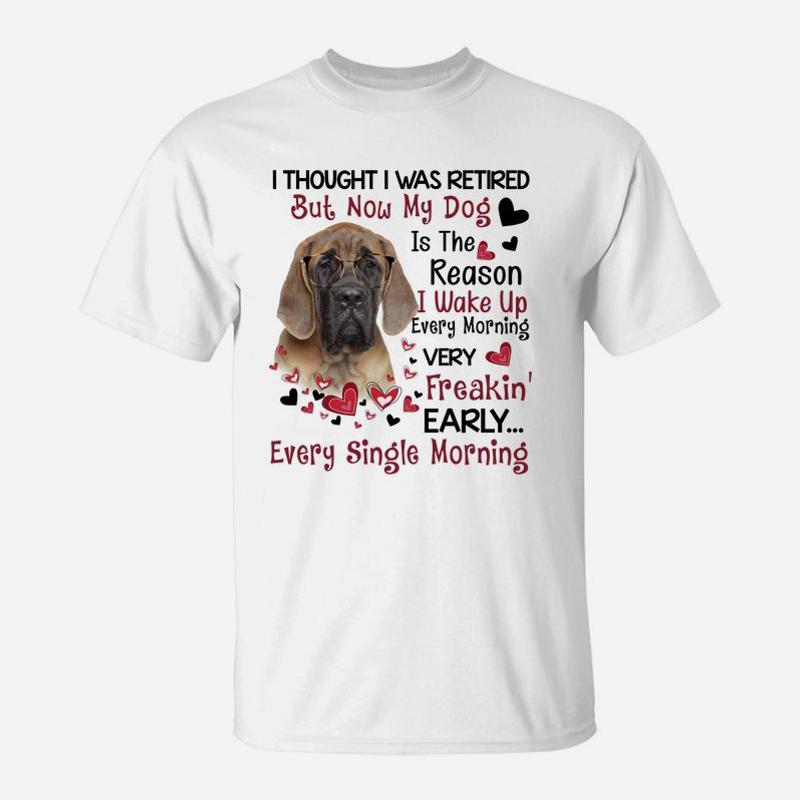 I THOUGHT I WAS RETIRED
But Now My Dog
Is The
Reason
I Wake Up
Every Morning
VERY
Freakin'
EARLY...
Every Single Morning